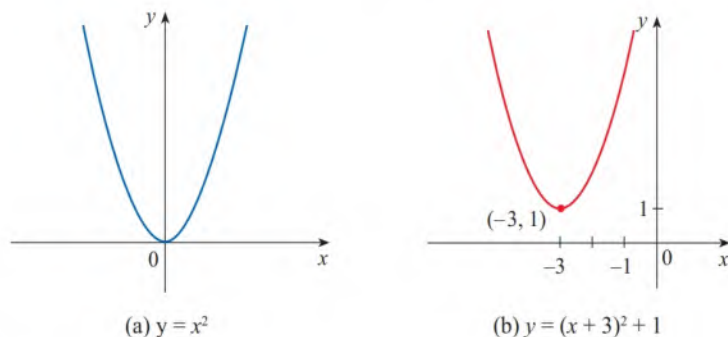 y
0
x
(a) y = x²
y
(–3, 1)
1
–3
–1
0
x
(b) y = (x + 3)² + 1